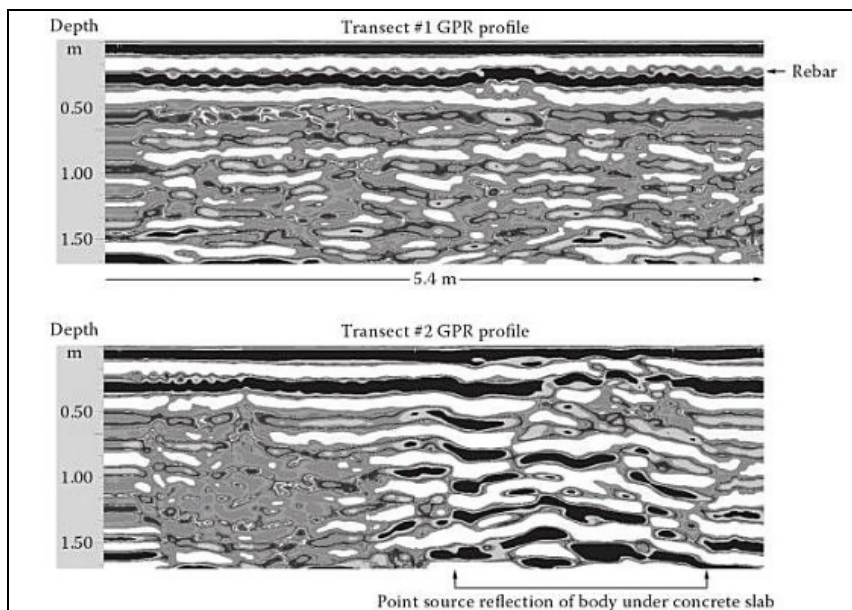 Depth
Transect #1 GPR profile
m
Rebar
0.50
1.00
1.50
5.4 m
Depth
Transect #2 GPR profile
m
0.50
1.00
1.50
Point source reflection of body under concrete slab